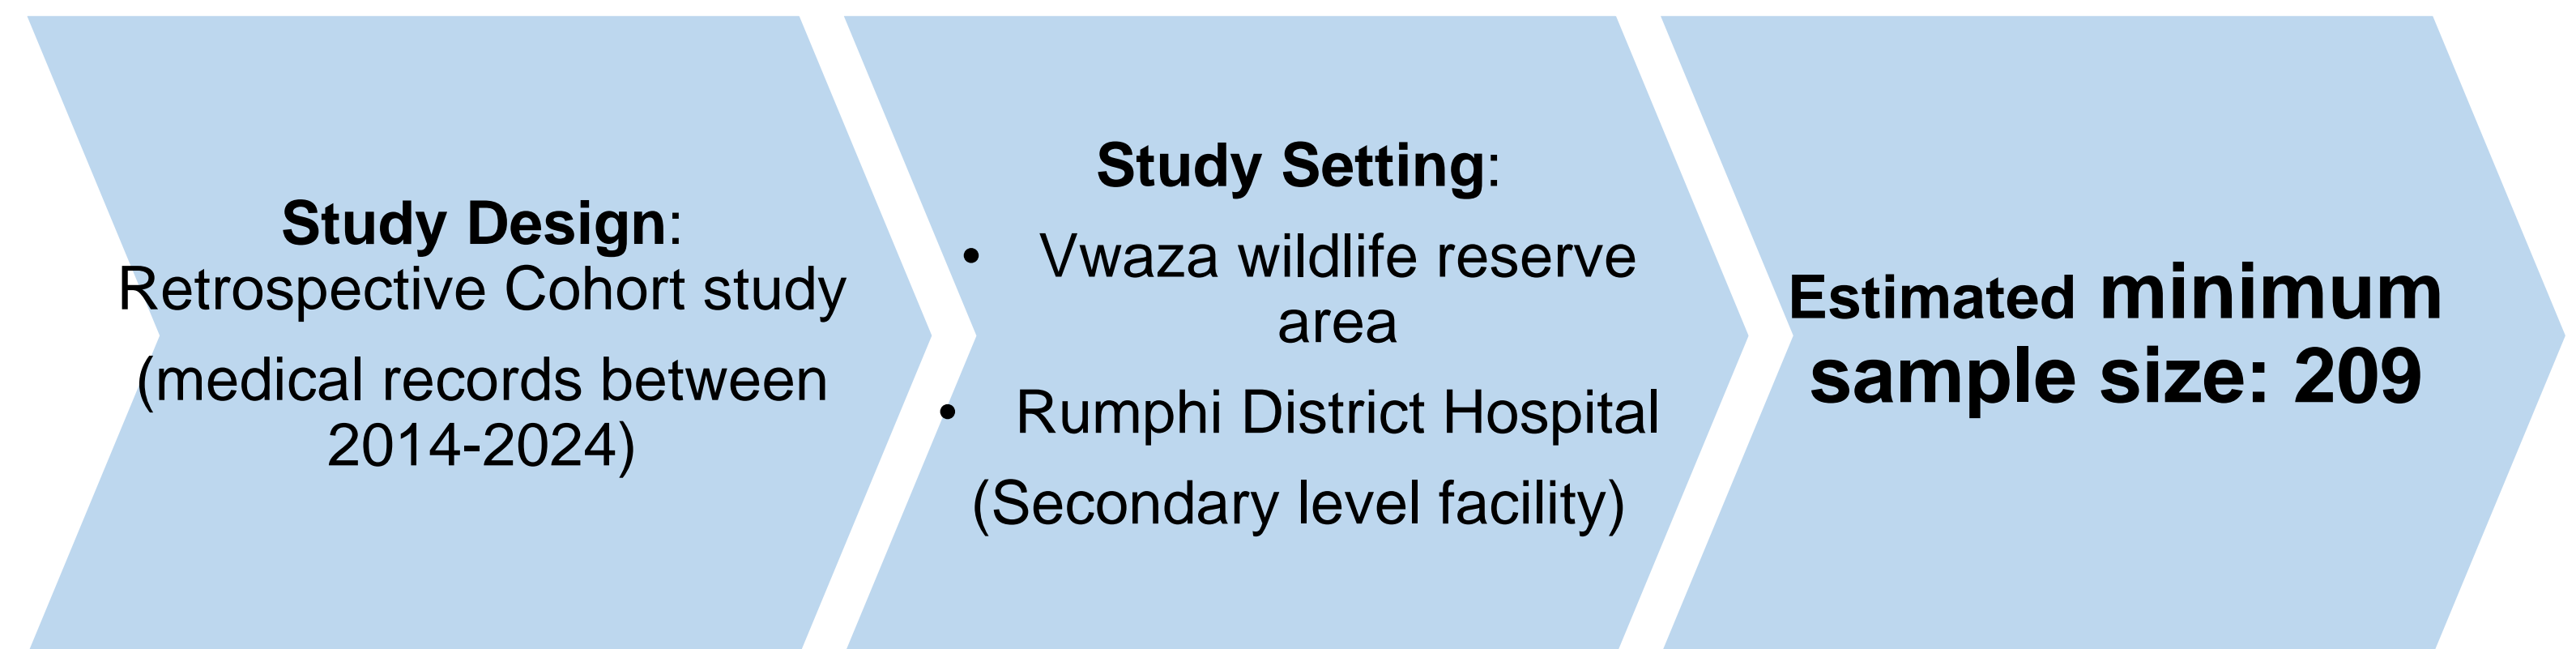 Study Design:
Retrospective Cohort study
(medical records between
2014-2024)
Study Setting:
• Vwaza wildlife reserve
area
• Rumphi District Hospital
(Secondary level facility)
Estimated minimum
sample size: 209